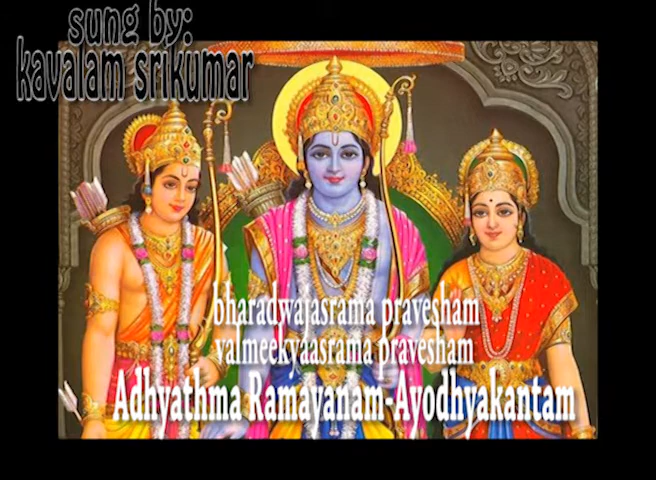 sung by:
kavalam srikumar
bharadwajasrama pravesham
valmeekyaasrama pravesham
Adhyathma Ramayanam-Ayodhyakantam